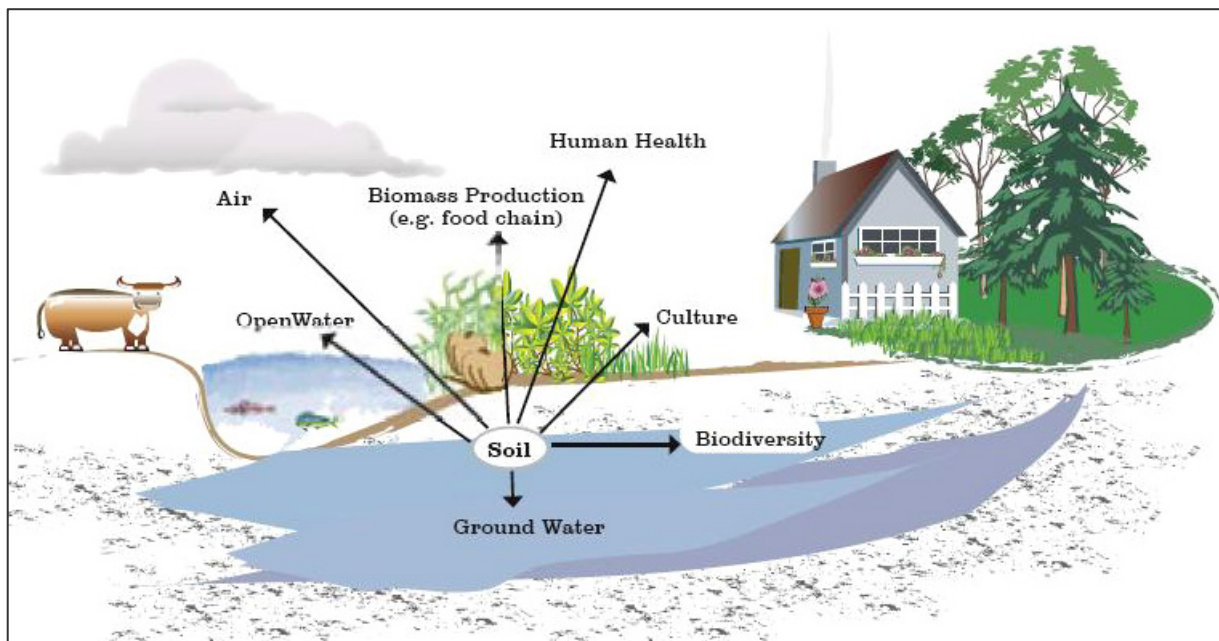 Human Health
Biomass Production
(e.g. food chain)
Air
OpenWater
Culture
Soil
Biodiversity
Ground Water